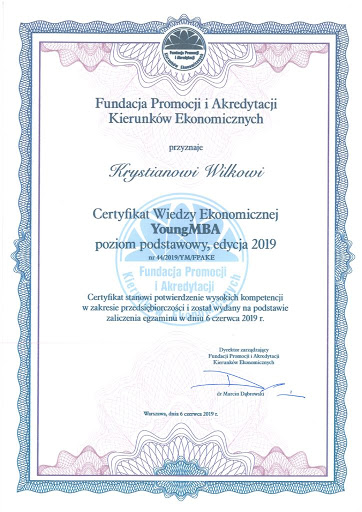 Fundacja Promocji
i Akredytacji
Kierunków Ekonomicznych
Fundacja Promocji i Akredytacji
Kierunków Ekonomicznych
przyznaje
Krystianowi Wilkowi
Certyfikat Wiedzy Ekonomicznej
YoungMBA
poziom podstawowy, edycja 2019
nr 44/2019/YM/FPAKE
Fundacja Promocji
i Akredytacji
Certyfikat stanowi potwierdzenie wysokich kompetencji
w zakresie przedsiębiorczości i został wydany na podstawie
zaliczenia egzaminu w dniu 6 czerwca 2019 r.
Dyrektor zarządzający
Fundacji Promocji i Akredytacji
Kierunków Ekonomicznych
dr Marcin Dąbrowski
Warszawa, dnia 6 czerwca 2019 r.